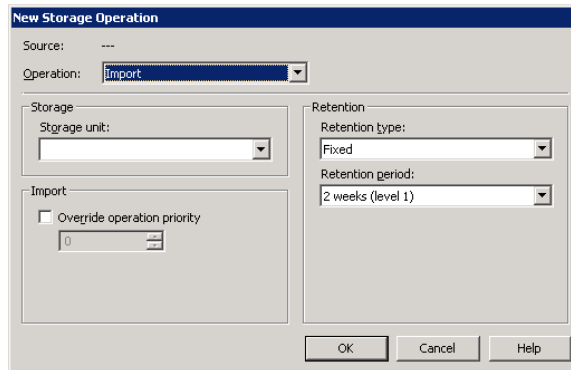 New Storage Operation
Source: ---
Operation: Import
Storage
Storage unit:
Import
Override operation priority
0
Retention
Retention type:
Fixed
Retention period:
2 weeks (level 1)
OK Cancel Help